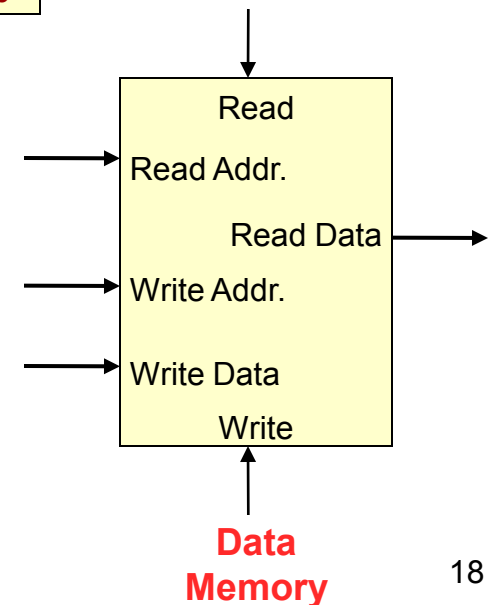 Read
Read Addr.
Read Data
Write Addr.
Write Data
Write
Data
Memory
18